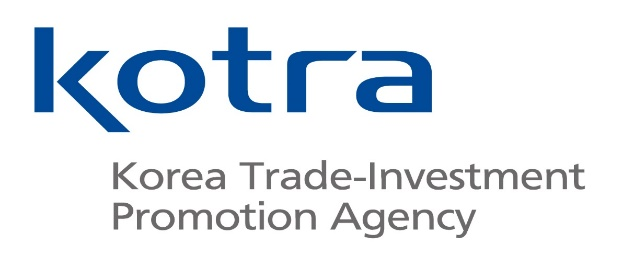 kotra
Korea Trade-Investment
Promotion Agency